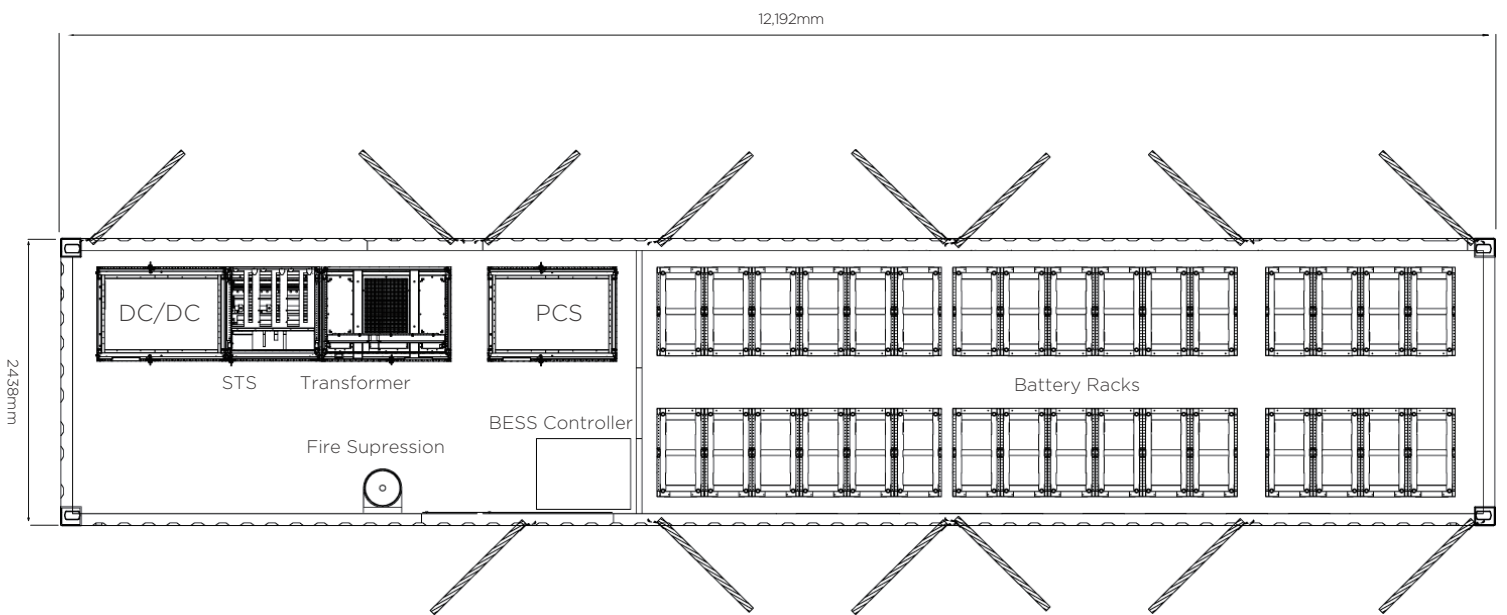 12,192mm
DC/DC
PCS
STS
Transformer
2438mm
Battery Racks
BESS Controller
Fire Supression